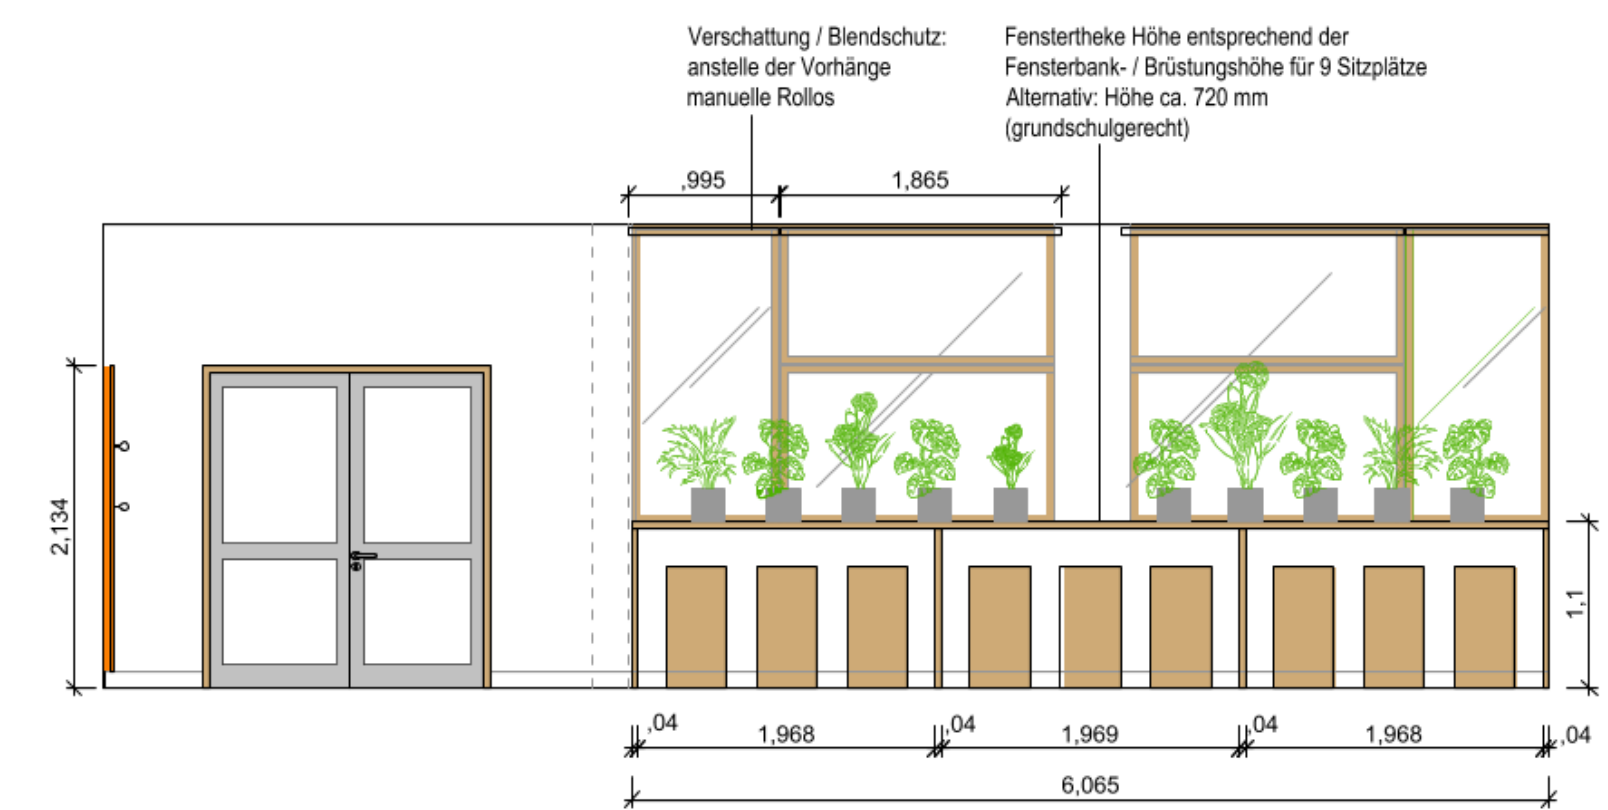 Verschattung / Blendschutz:
anstelle der Vorhänge
manuelle Rollos
Fenstertheke Höhe entsprechend der
Fensterbank- / Brüstungshöhe für 9 Sitzplätze
Alternativ: Höhe ca. 720 mm
(grundschulgerecht)
,995
1,865
2,134
1,1
,04
1,968
,04
1,969
,04
1,968
,04
6,065